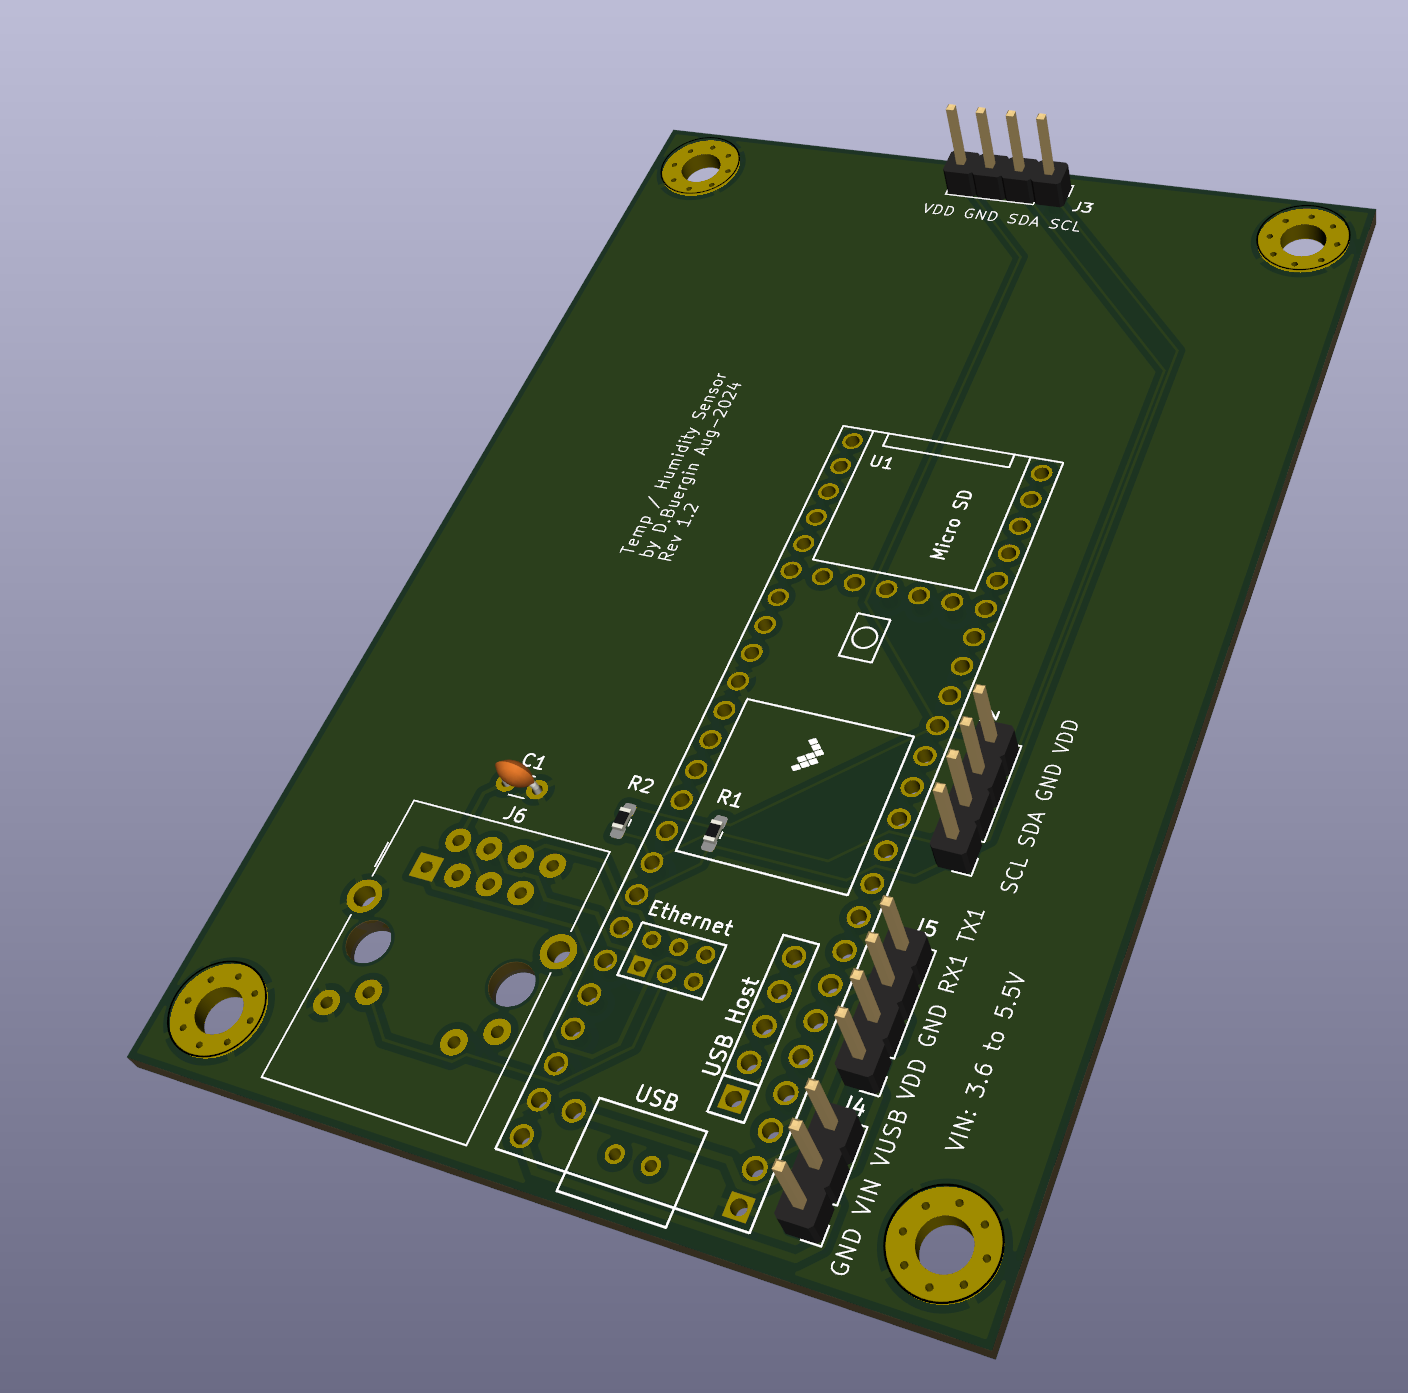 J3
VDD GND SDA SCL
Temp / Humidity Sensor
by D.Buergin Aug-2024
Rev 1.2
U1
Micro SD
C1
J6
R2
R1
SCL SDA GND VDD
Ethernet
USB Host
USB
J5
VDD GND RX1 TX1
J4
GND VIN VUSB
VIN: 3.6 to 5.5V